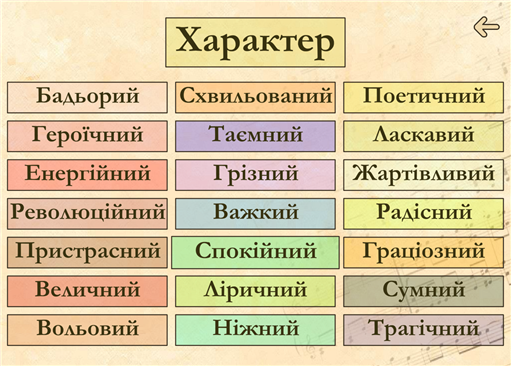 Характер
Бадьорий Схвильований Поетичний
Героїчний Таємний Ласкавий
Енергійний Грізний Жартівливий
Революційний Важкий Радісний
Пристрасний Спокійний Граціозний
Величний Ліричний Сумний
Вольовий Ніжний Трагічний